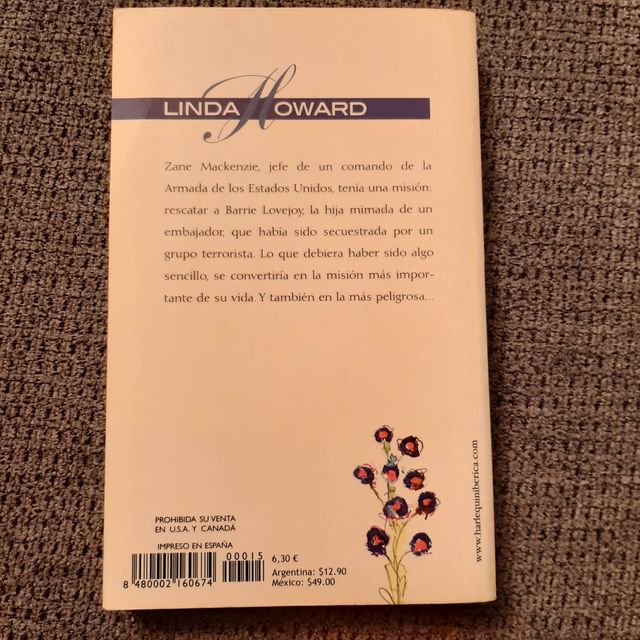 LINDA HOWARD
Zane Mackenzie, jefe de un comando de la
Armada de los Estados Unidos, tenía una misión:
rescatar a Barrie Lovejoy, la hija mimada de un
embajador, que había sido secuestrada por un
grupo terrorista. Lo que debiera haber sido algo
sencillo, se convertiría en la misión más impor-
tante de su vida. Y también en la más peligrosa...
www.harlequiniberica.com
PROHIBIDA SU VENTA
EN U.S.A. Y CANADÁ
IMPRESO EN ESPAÑA
00015
6,30 €
Argentina: $12.90
México: $49.00
8 480002 160674